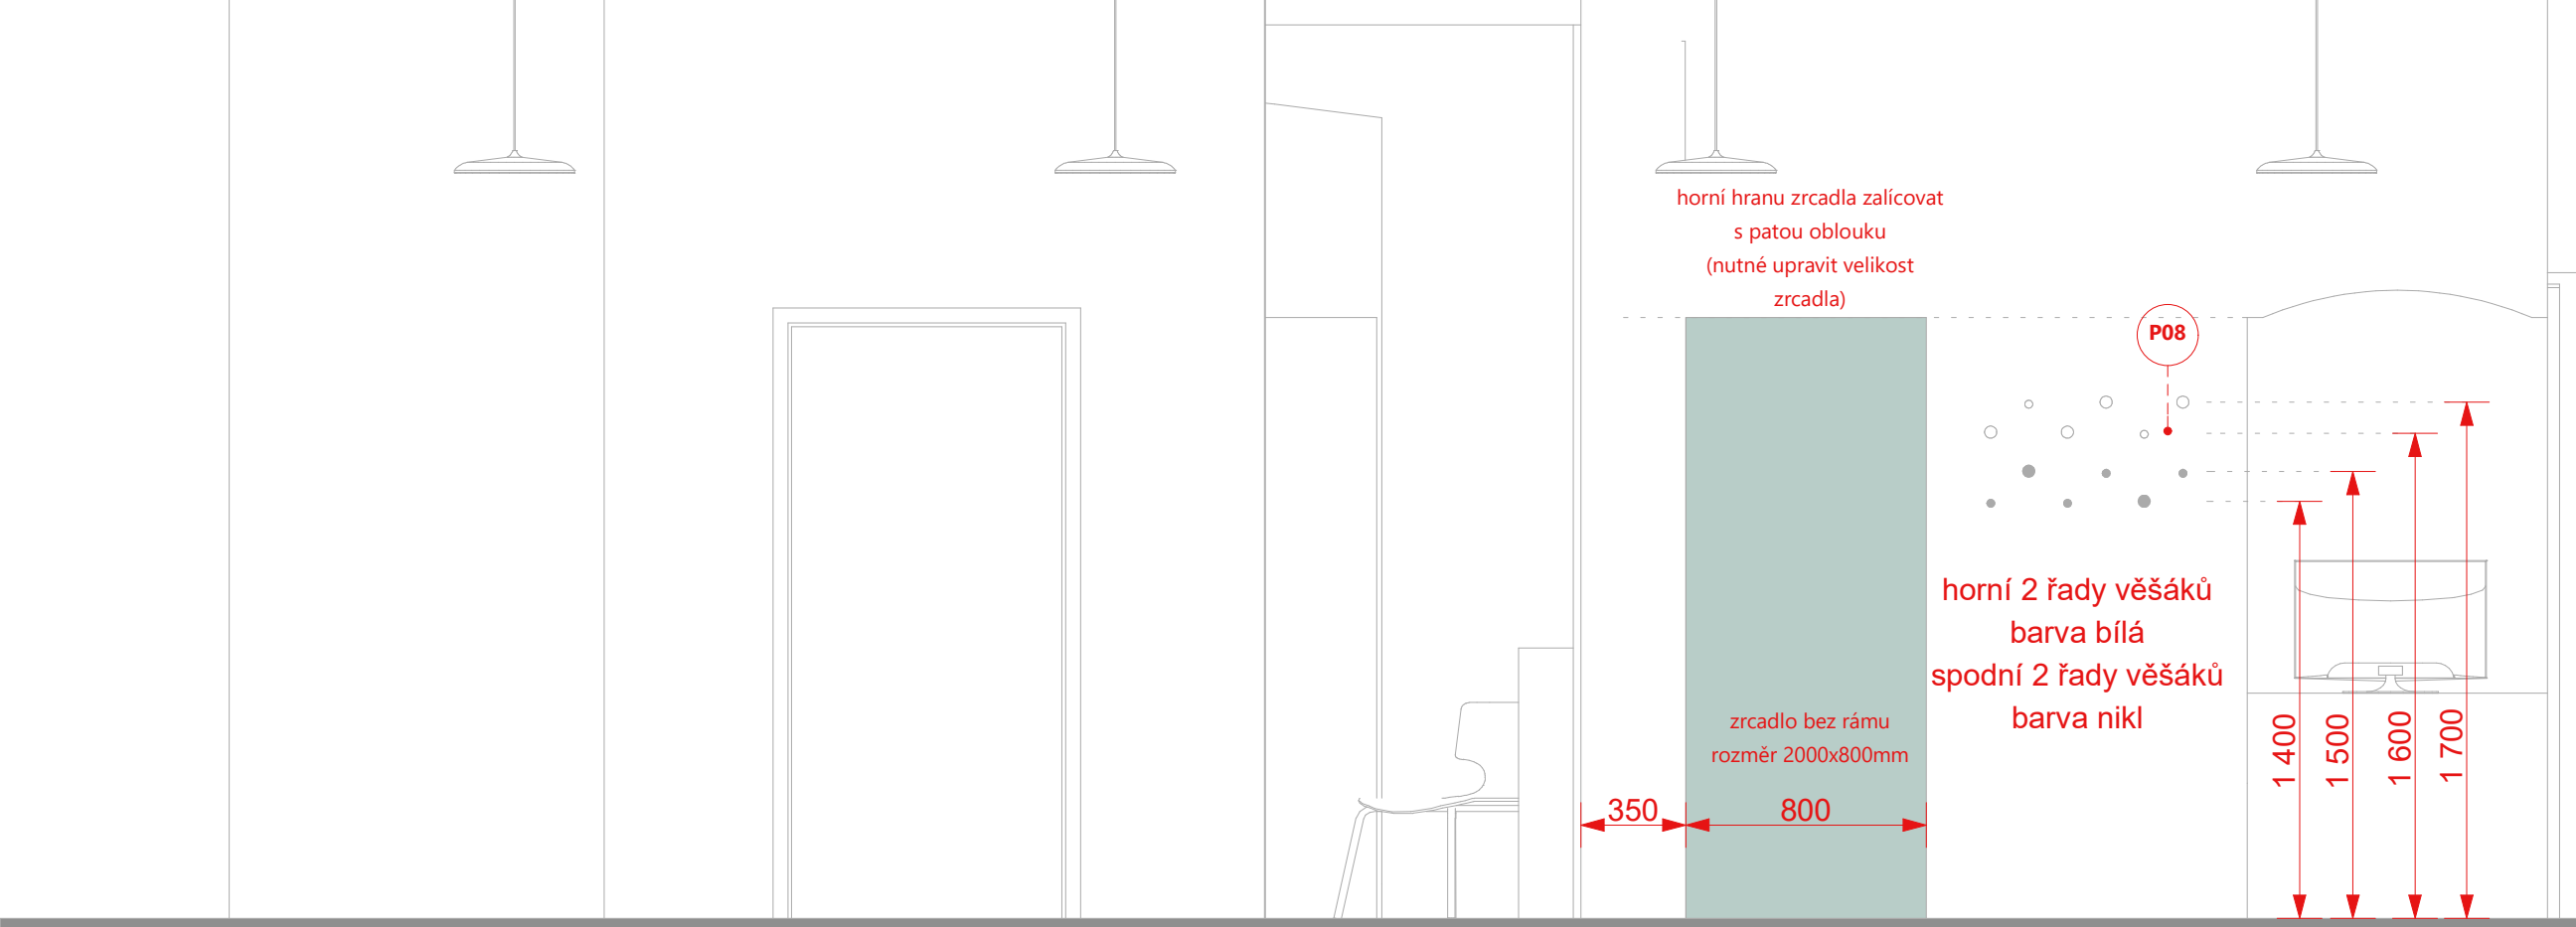 horní hranu zrcadla zalícovat
s patou oblouku
(nutné upravit velikost
zrcadla)
P08
horní 2 řady věšáků
barva bílá
spodní 2 řady věšáků
barva nikl
zrcadlo bez rámu
rozměr 2000x800mm
350
800
1 400
1 500
1 600
1 700